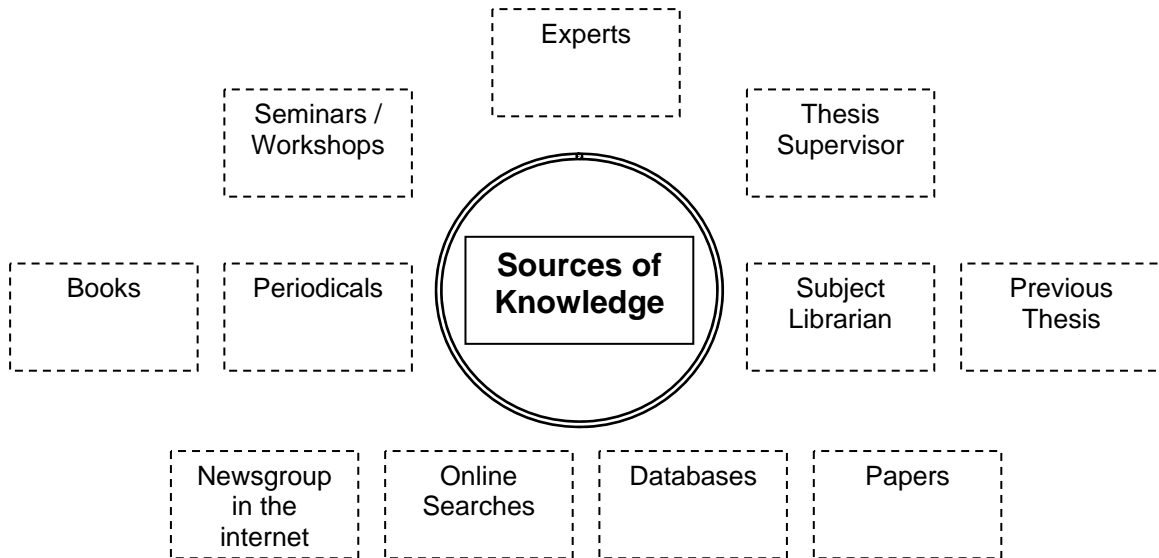 Experts
Seminars /
Workshops
Thesis
Supervisor
Books
Periodicals
Sources of
Knowledge
Subject
Librarian
Previous
Thesis
Newsgroup
in the
internet
Online
Searches
Databases
Papers